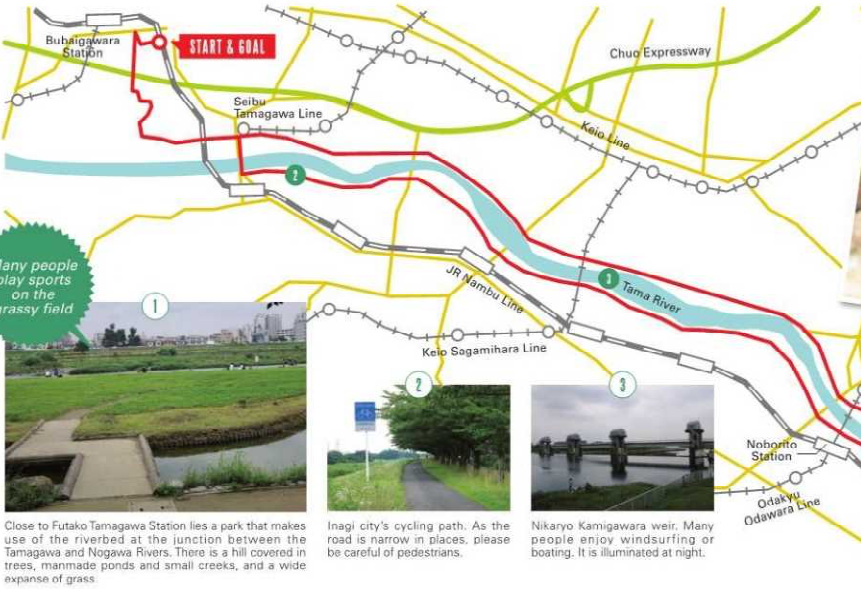 Bubaigawara
Station
START & GOAL
Chuo Expressway
Seibu
Tamagawa Line
Keio Line
2
3
Tama River
JR Nambu Line
Keio Sagamihara Line
Noborito
Station
Odakyu
Odawara Line
Many people
play sports
on the
grassy field
1
2
3
Close to Futako Tamagawa Station lies a park that makes
use of the riverbed at the junction between the
Tamagawa and Nogawa Rivers. There is a hill covered in
trees, manmade ponds and small creeks, and a wide
expanse of grass.
Inagi city's cycling path. As the
road is narrow in places, please
be careful of pedestrians.
Nikaryo Kamigawara weir. Many
people enjoy windsurfing or
boating. It is illuminated at night.